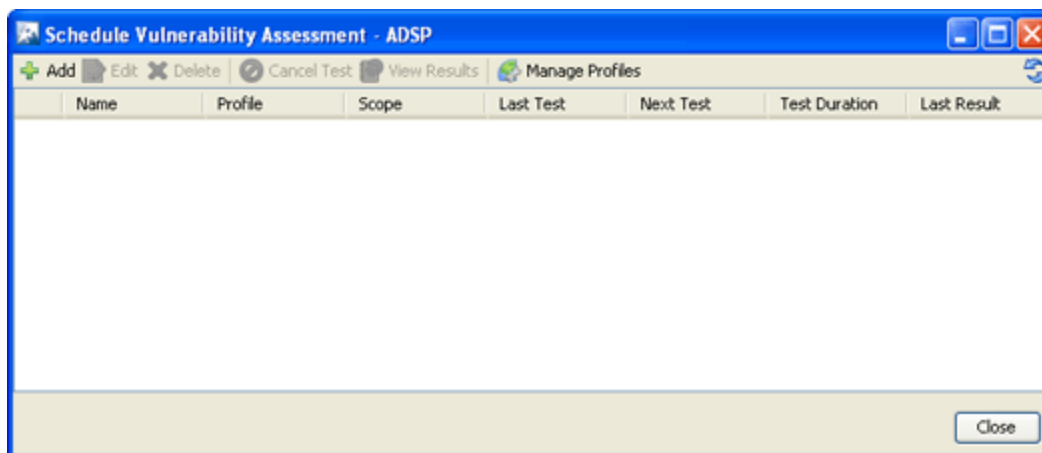 Schedule Vulnerability Assessment - ADSP
Add Edit Delete Cancel Test View Results Manage Profiles
Name Profile Scope Last Test Next Test Test Duration Last Result
Close